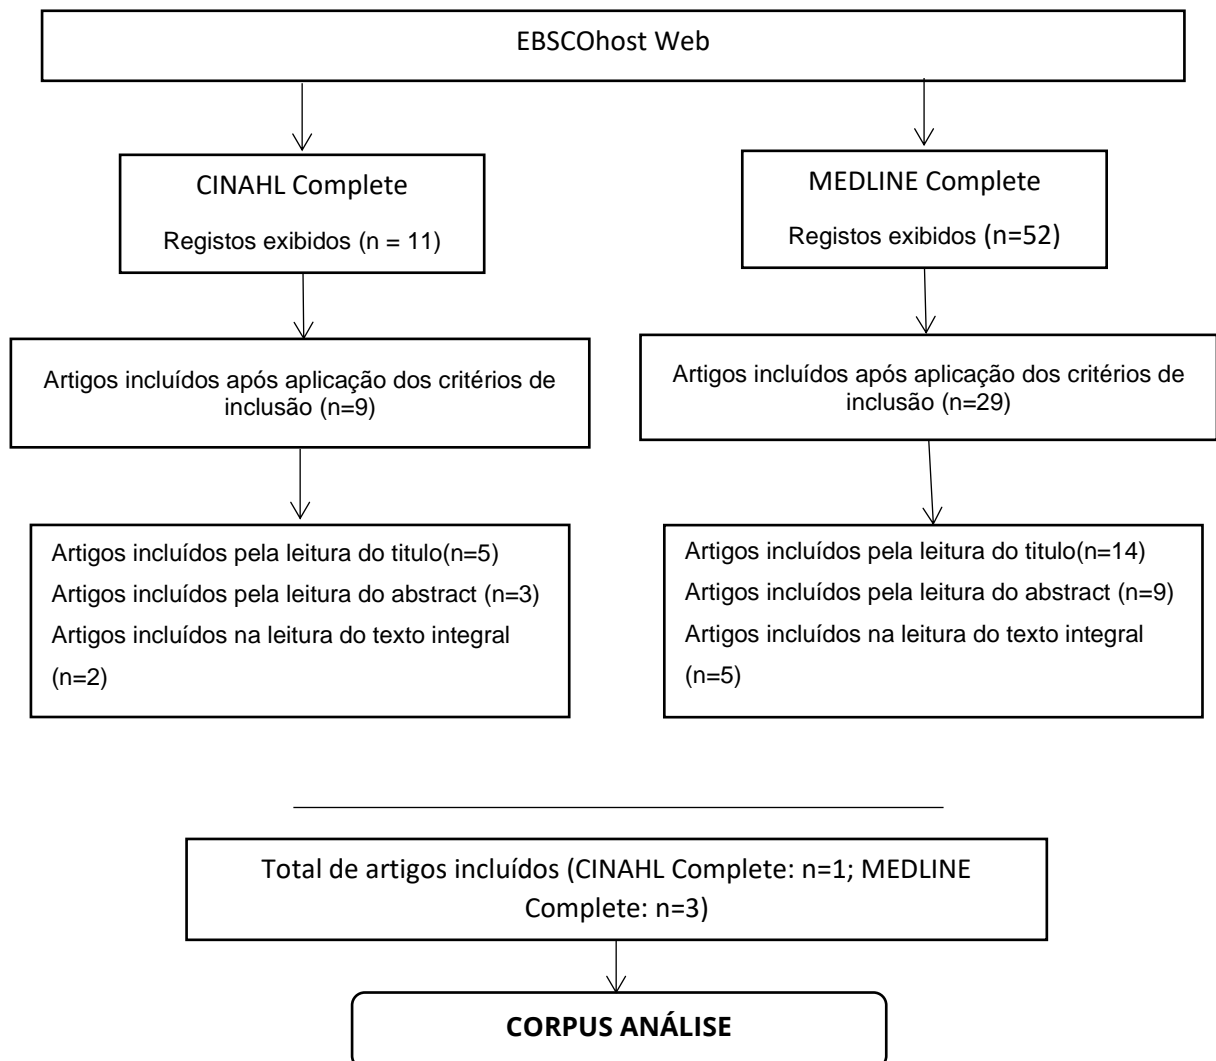 EBSCOhost Web
CINAHL Complete
Registos exibidos (n = 11)
MEDLINE Complete
Registos exibidos (n=52)
Artigos incluídos após aplicação dos critérios de
inclusão (n=9)
Artigos incluídos após aplicação dos critérios de
inclusão (n=29)
Artigos incluídos pela leitura do titulo(n=5)
Artigos incluídos pela leitura do abstract (n=3)
Artigos incluídos na leitura do texto integral
(n=2)
Artigos incluídos pela leitura do titulo(n=14)
Artigos incluídos pela leitura do abstract (n=9)
Artigos incluídos na leitura do texto integral
(n=5)
Total de artigos incluídos (CINAHL Complete: n=1; MEDLINE
Complete: n=3)
CORPUS ANÁLISE